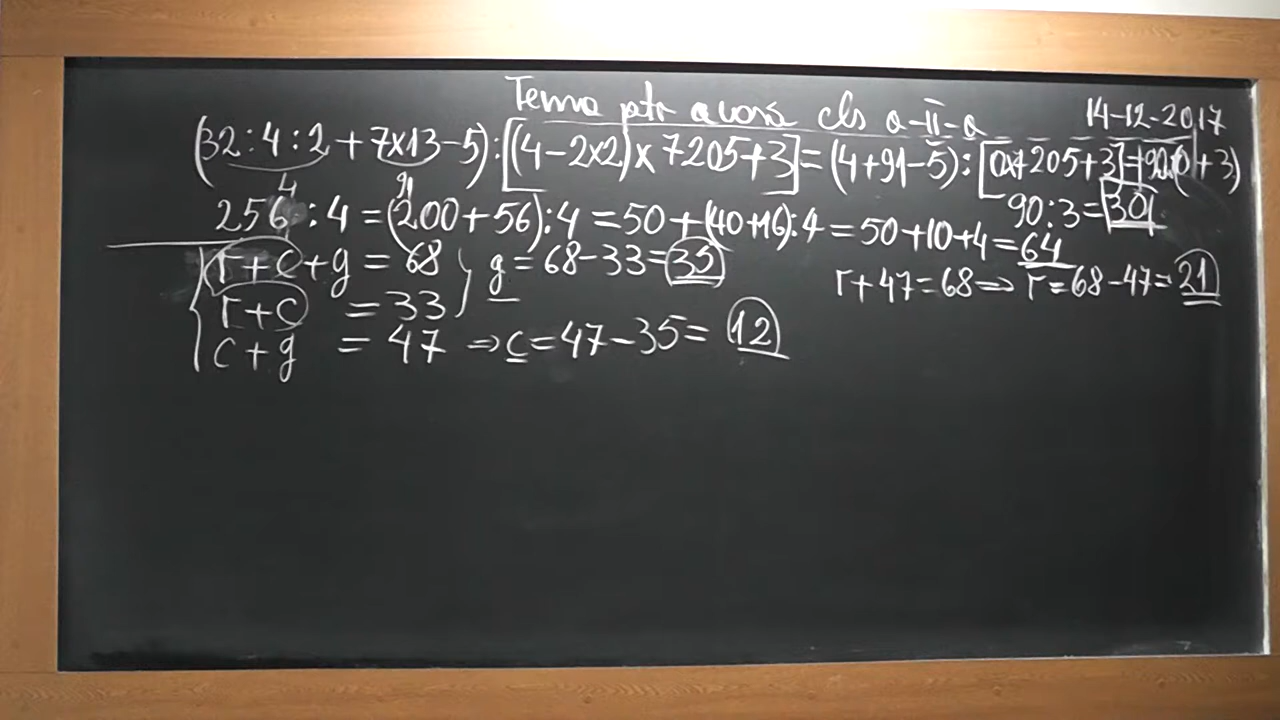 Tema ptr acasă cls a-II-a 14-12-2017
(32:4:2+7x13-5):[(4-2x2)x7205+3]=(4+91-5):[0x7205+3]=90:(0+3)
4 91
256:4=(200+56):4=50+(40+16):4=50+10+4=64 90:3=30
r+c+g=68 g=68-33=35 r+47=68⇒r=68-47=21
r+c =33
c+g =47 ⇒c=47-35=12